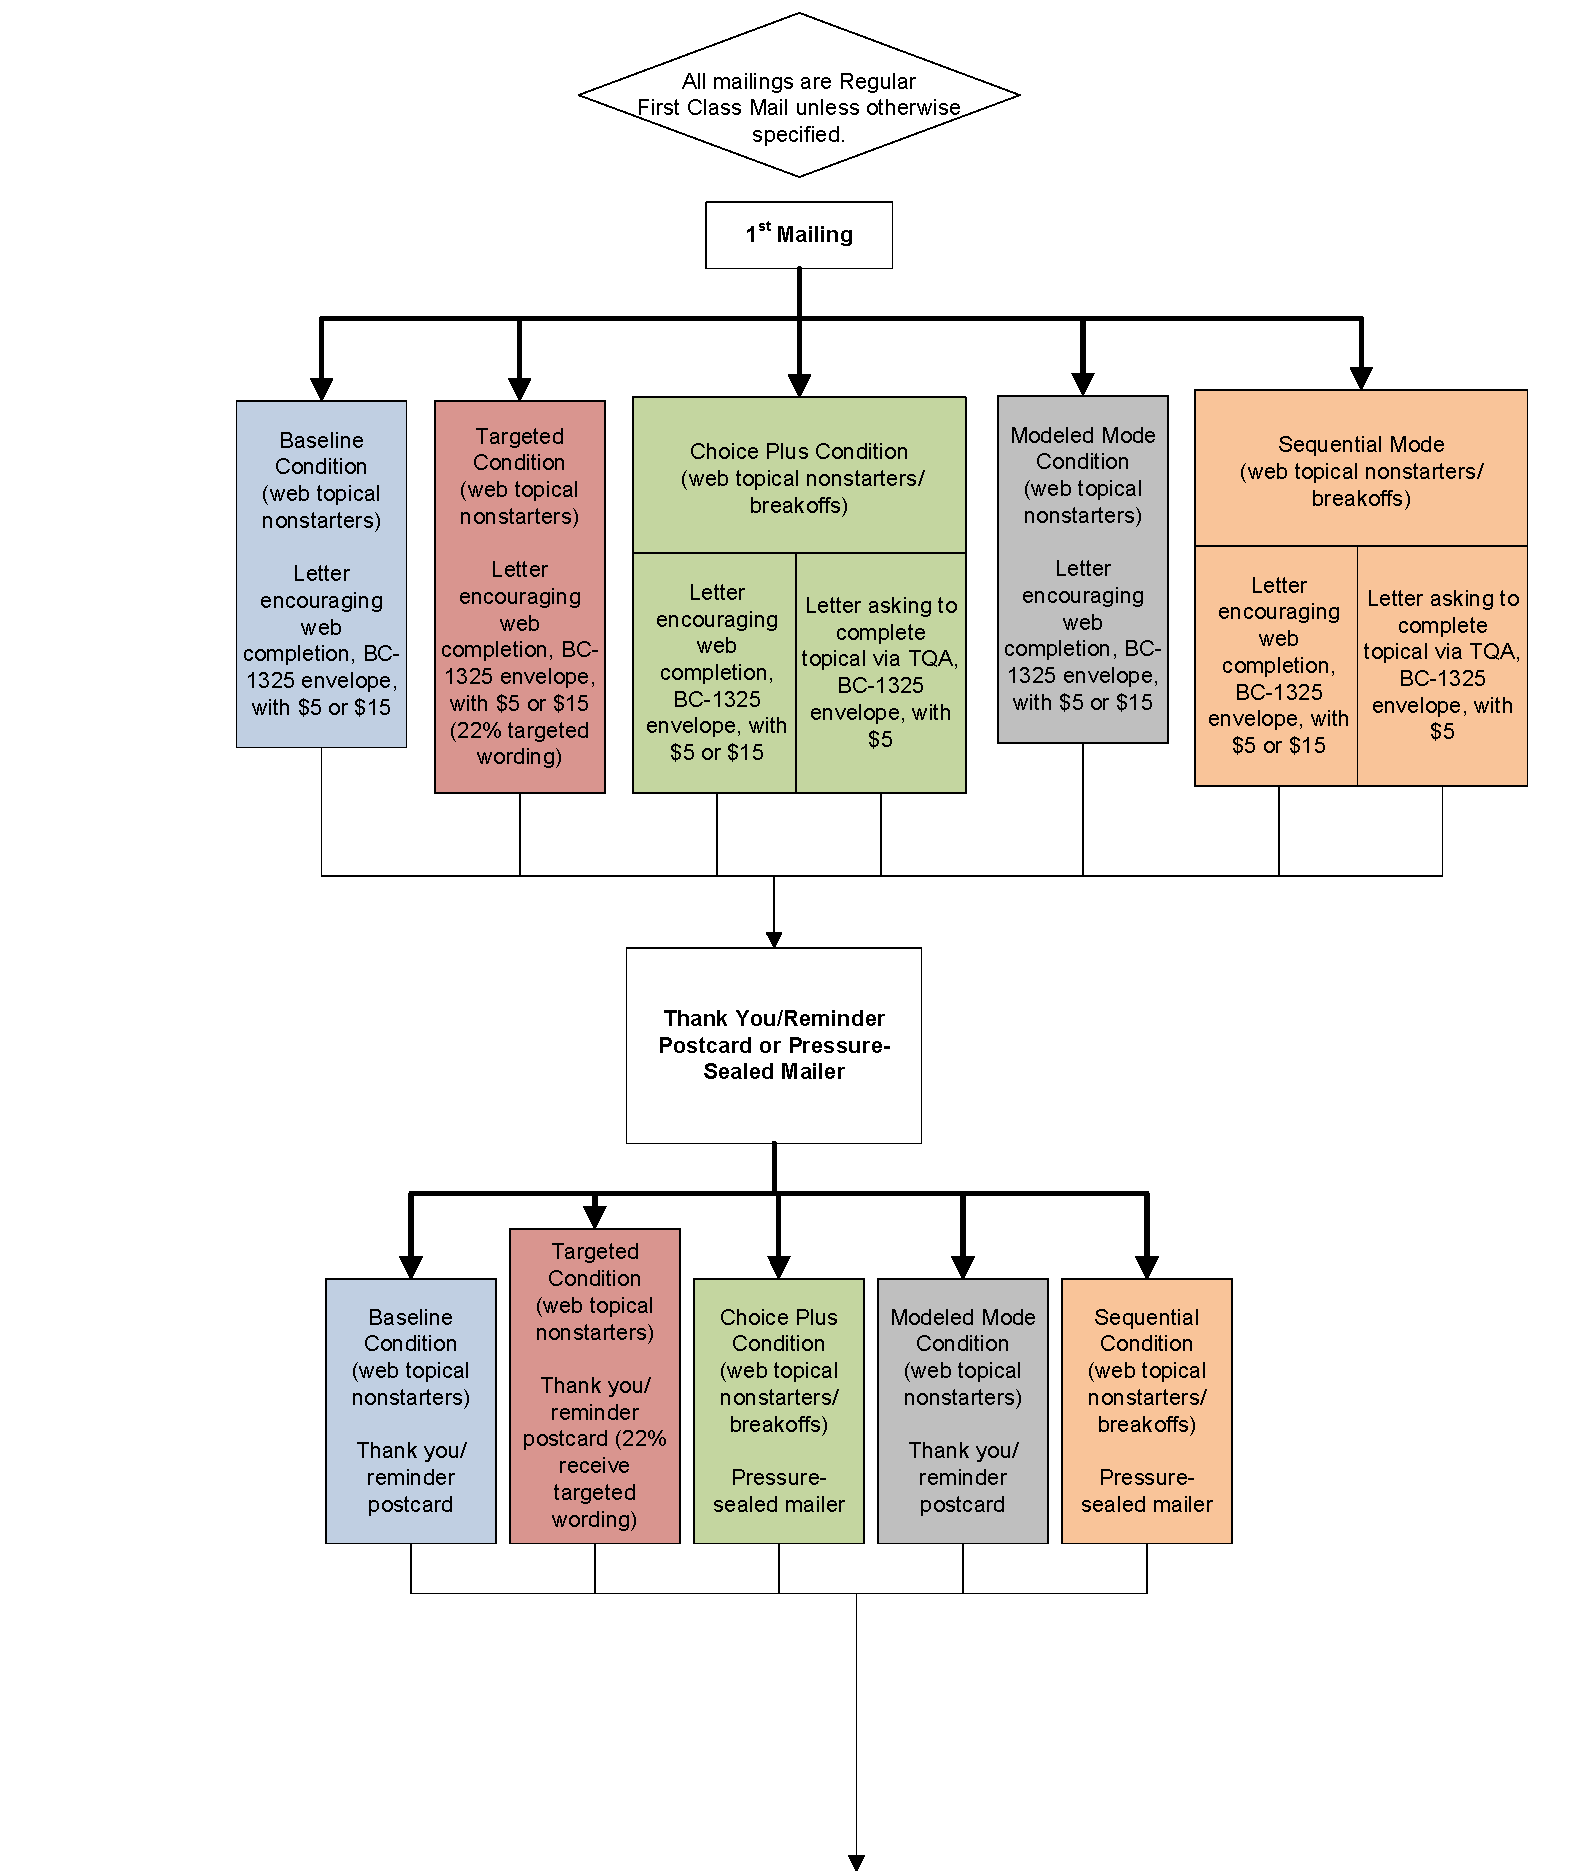 All mailings are Regular
First Class Mail unless otherwise
specified.
1st Mailing
Baseline
Condition
(web topical
nonstarters)
Letter
encouraging
web
completion, BC-
1325 envelope,
with $5 or $15
Targeted
Condition
(web topical
nonstarters)
Letter
encouraging
web
completion, BC-
1325 envelope,
with $5 or $15
(22% targeted
wording)
Choice Plus Condition
(web topical nonstarters/
breakoffs)
Letter
encouraging
web
completion,
BC-1325
envelope, with
$5 or $15
Letter asking to
complete
topical via TQA,
BC-1325
envelope, with
$5
Modeled Mode
Condition
(web topical
nonstarters)
Letter
encouraging
web
completion, BC-
1325 envelope,
with $5 or $15
Sequential Mode
(web topical nonstarters/
breakoffs)
Letter
encouraging
web
completion,
BC-1325
envelope, with
$5 or $15
Letter asking to
complete
topical via TQA,
BC-1325
envelope, with
$5
Thank You/Reminder
Postcard or Pressure-
Sealed Mailer
Baseline
Condition
(web topical
nonstarters)
Thank you/
reminder
postcard
Targeted
Condition
(web topical
nonstarters)
Thank you/
reminder
postcard (22%
receive
targeted
wording)
Choice Plus
Condition
(web topical
nonstarters/
breakoffs)
Pressure-
sealed mailer
Modeled Mode
Condition
(web topical
nonstarters)
Thank you/
reminder
postcard
Sequential
Condition
(web topical
nonstarters/
breakoffs)
Pressure-
sealed mailer